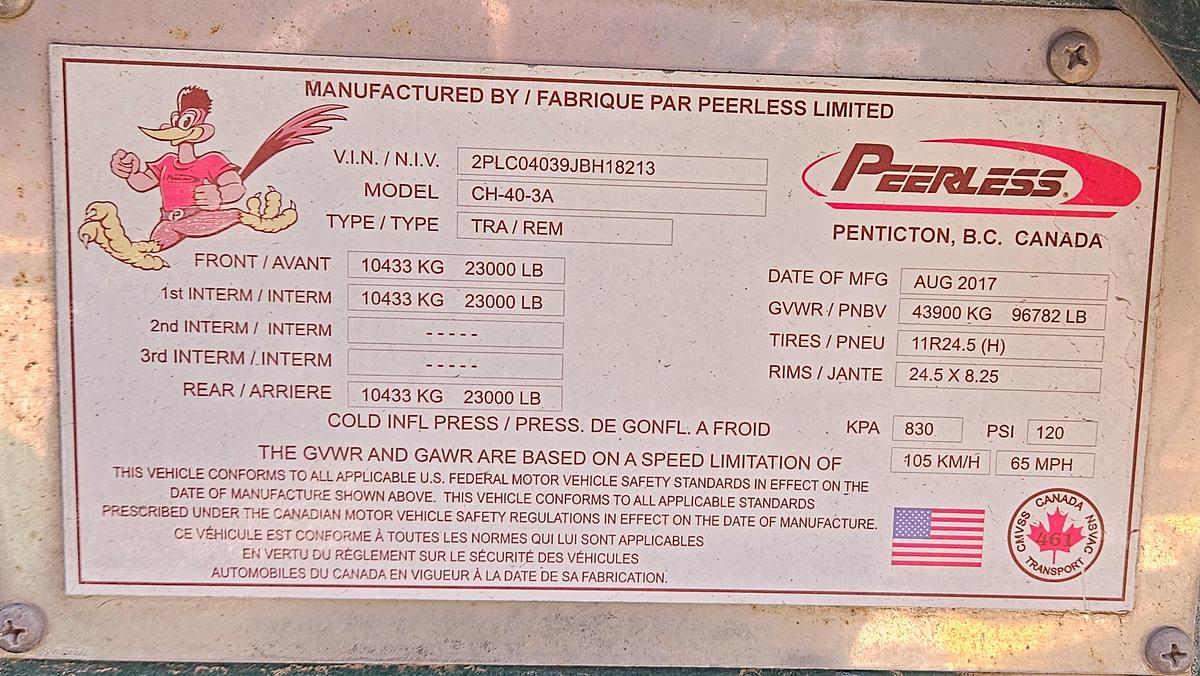 MANUFACTURED BY / FABRIQUE PAR PEERLESS LIMITED
V.I.N. / N.I.V. 2PLC04039JBH18213
MODEL CH-40-3A
TYPE / TYPE TRA / REM
PEERLESS®
PENTICTON, B.C. CANADA
FRONT / AVANT 10433 KG 23000 LB
1st INTERM / INTERM 10433 KG 23000 LB
2nd INTERM / INTERM - - - - -
3rd INTERM / INTERM - - - - -
REAR / ARRIERE 10433 KG 23000 LB
DATE OF MFG AUG 2017
GVWR / PNBV 43900 KG 96782 LB
TIRES / PNEU 11R24.5 (H)
RIMS / JANTE 24.5 X 8.25
COLD INFL PRESS / PRESS. DE GONFL. A FROID KPA 830 PSI 120
THE GVWR AND GAWR ARE BASED ON A SPEED LIMITATION OF 105 KM/H 65 MPH
THIS VEHICLE CONFORMS TO ALL APPLICABLE U.S. FEDERAL MOTOR VEHICLE SAFETY STANDARDS IN EFFECT ON THE
DATE OF MANUFACTURE SHOWN ABOVE. THIS VEHICLE CONFORMS TO ALL APPLICABLE STANDARDS
PRESCRIBED UNDER THE CANADIAN MOTOR VEHICLE SAFETY REGULATIONS IN EFFECT ON THE DATE OF MANUFACTURE.
CE VÉHICULE EST CONFORME À TOUTES LES NORMES QUI LUI SONT APPLICABLES
EN VERTU DU RÈGLEMENT SUR LE SÉCURITÉ DES VÉHICULES
AUTOMOBILES DU CANADA EN VIGUEUR À LA DATE DE SA FABRICATION.
CMVSS CANADA NSVAC
461
TRANSPORT